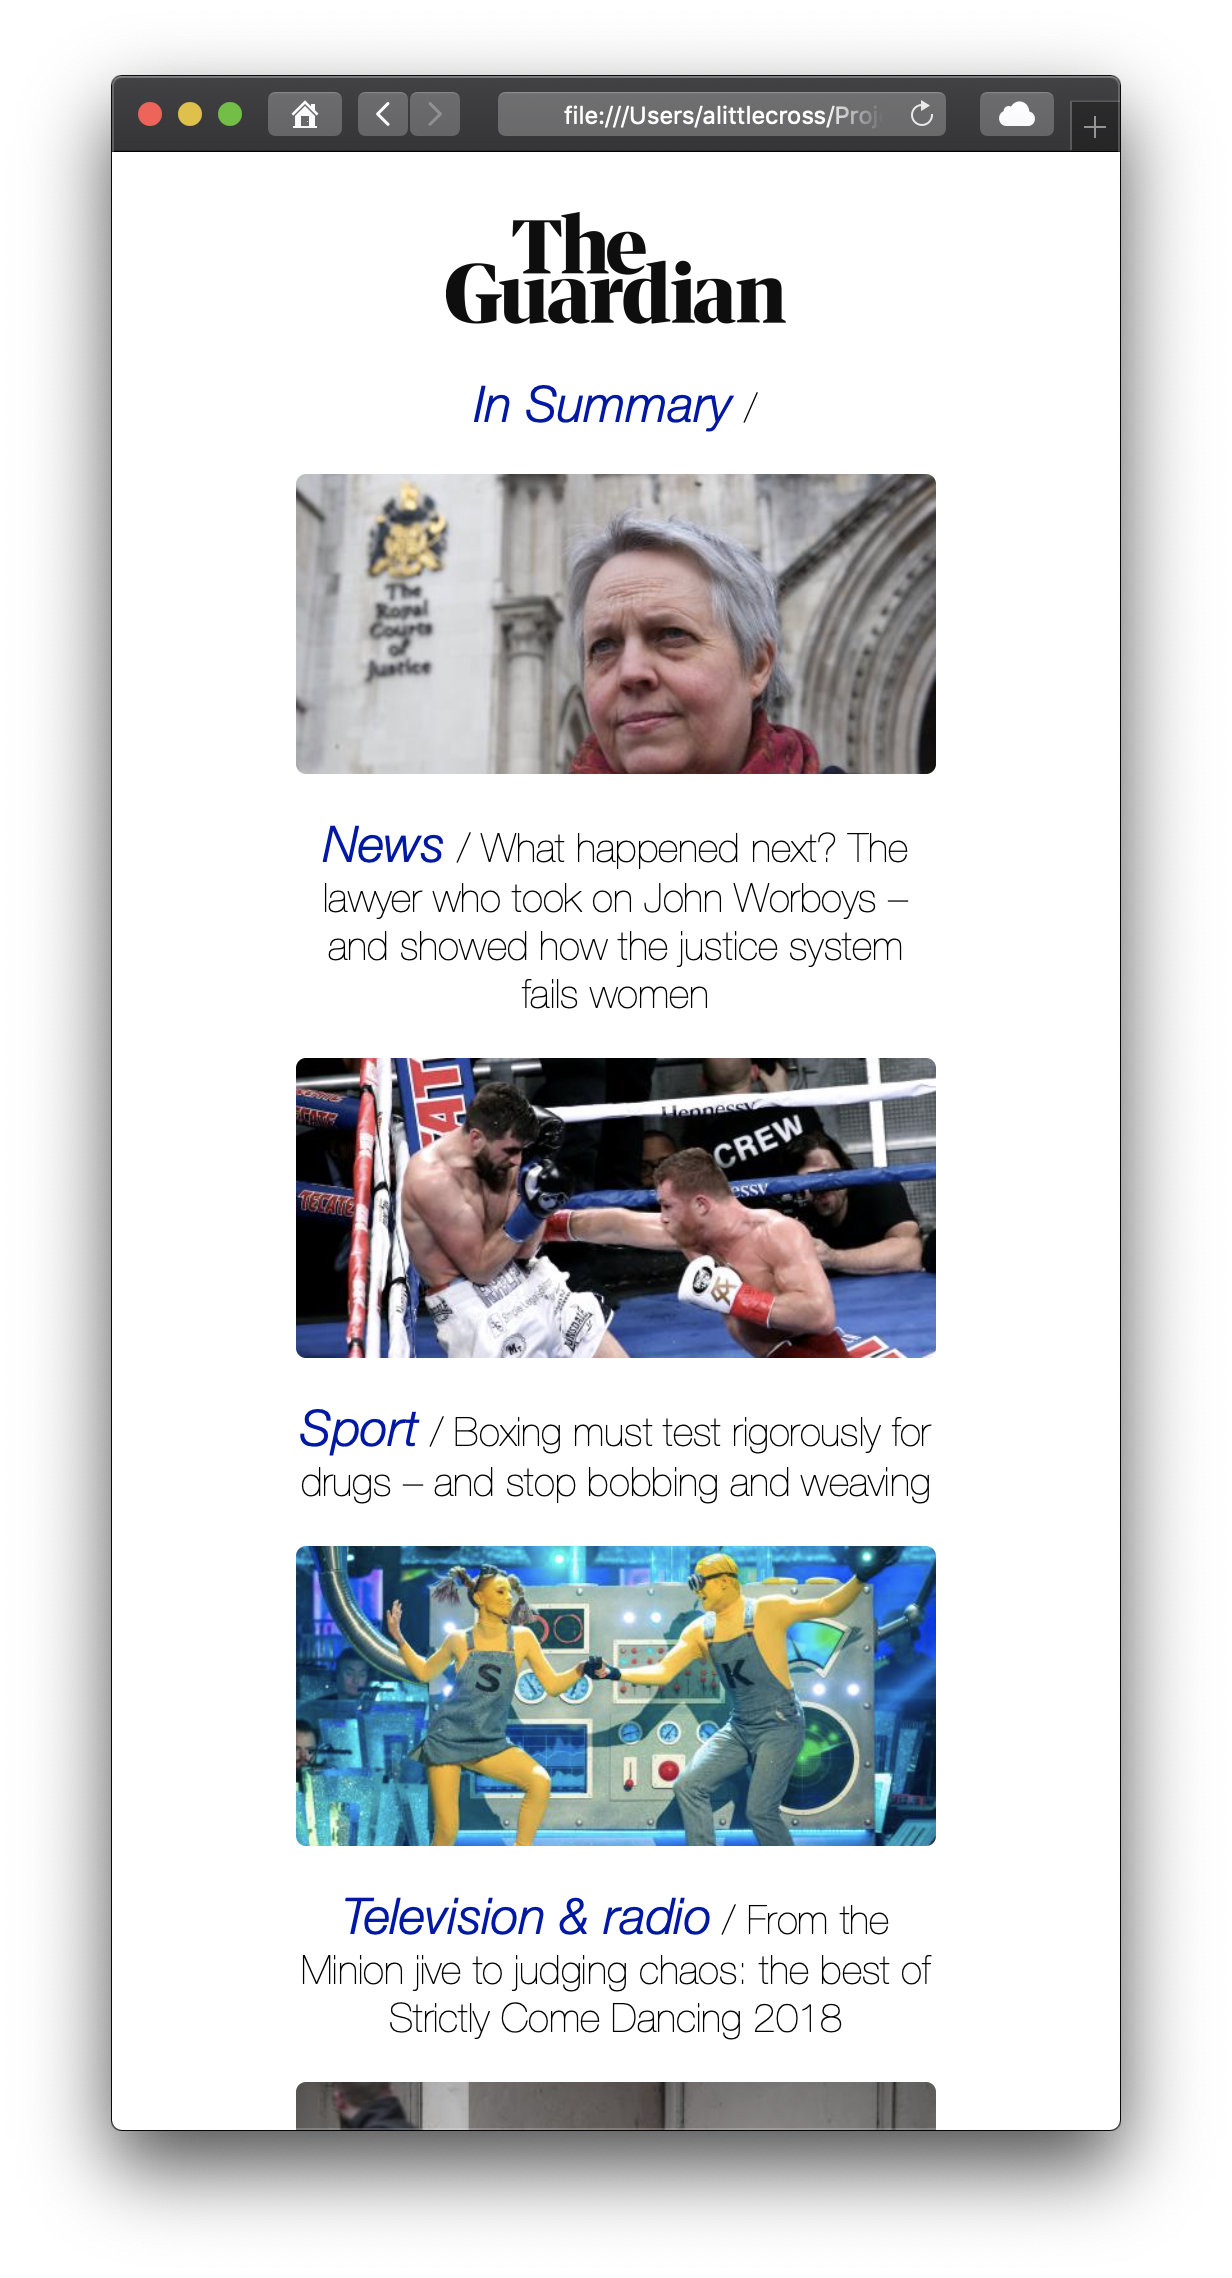 file:///Users/alittlecross/Proj
The
Guardian
In Summary /
The
Royal
Courts
of
Justice
News / What happened next? The
lawyer who took on John Worboys –
and showed how the justice system
fails women
TECATE
TECATE
Hennessy
CREW
Sport / Boxing must test rigorously for
drugs – and stop bobbing and weaving
S
K
Television & radio / From the
Minion jive to judging chaos: the best of
Strictly Come Dancing 2018